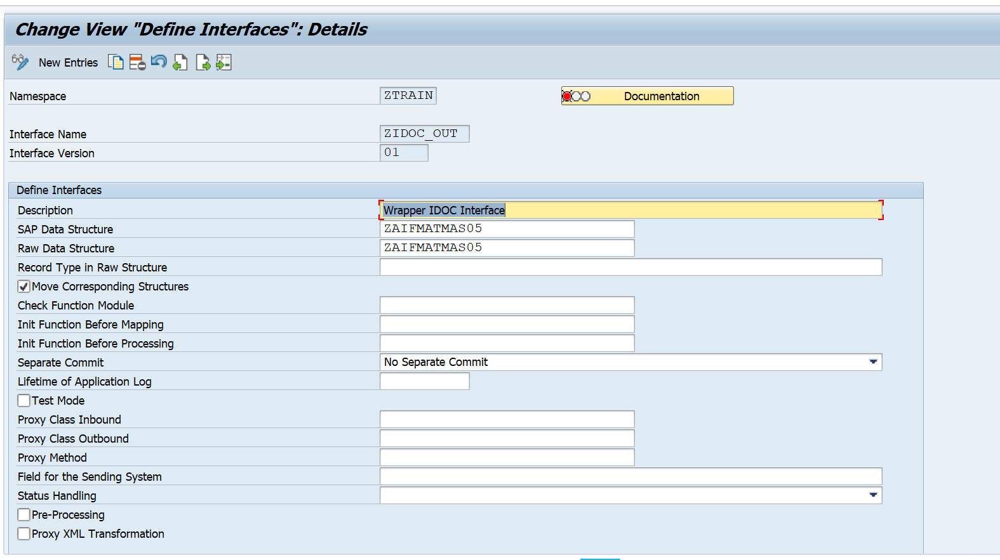 Change View "Define Interfaces": Details
New Entries
Namespace ZTRAIN Documentation
Interface Name ZIDOC_OUT
Interface Version 01
Define Interfaces
Description Wrapper IDOC Interface
SAP Data Structure ZAIFMATMAS05
Raw Data Structure ZAIFMATMAS05
Record Type in Raw Structure
Move Corresponding Structures
Check Function Module
Init Function Before Mapping
Init Function Before Processing
Separate Commit No Separate Commit
Lifetime of Application Log
Test Mode
Proxy Class Inbound
Proxy Class Outbound
Proxy Method
Field for the Sending System
Status Handling
Pre-Processing
Proxy XML Transformation